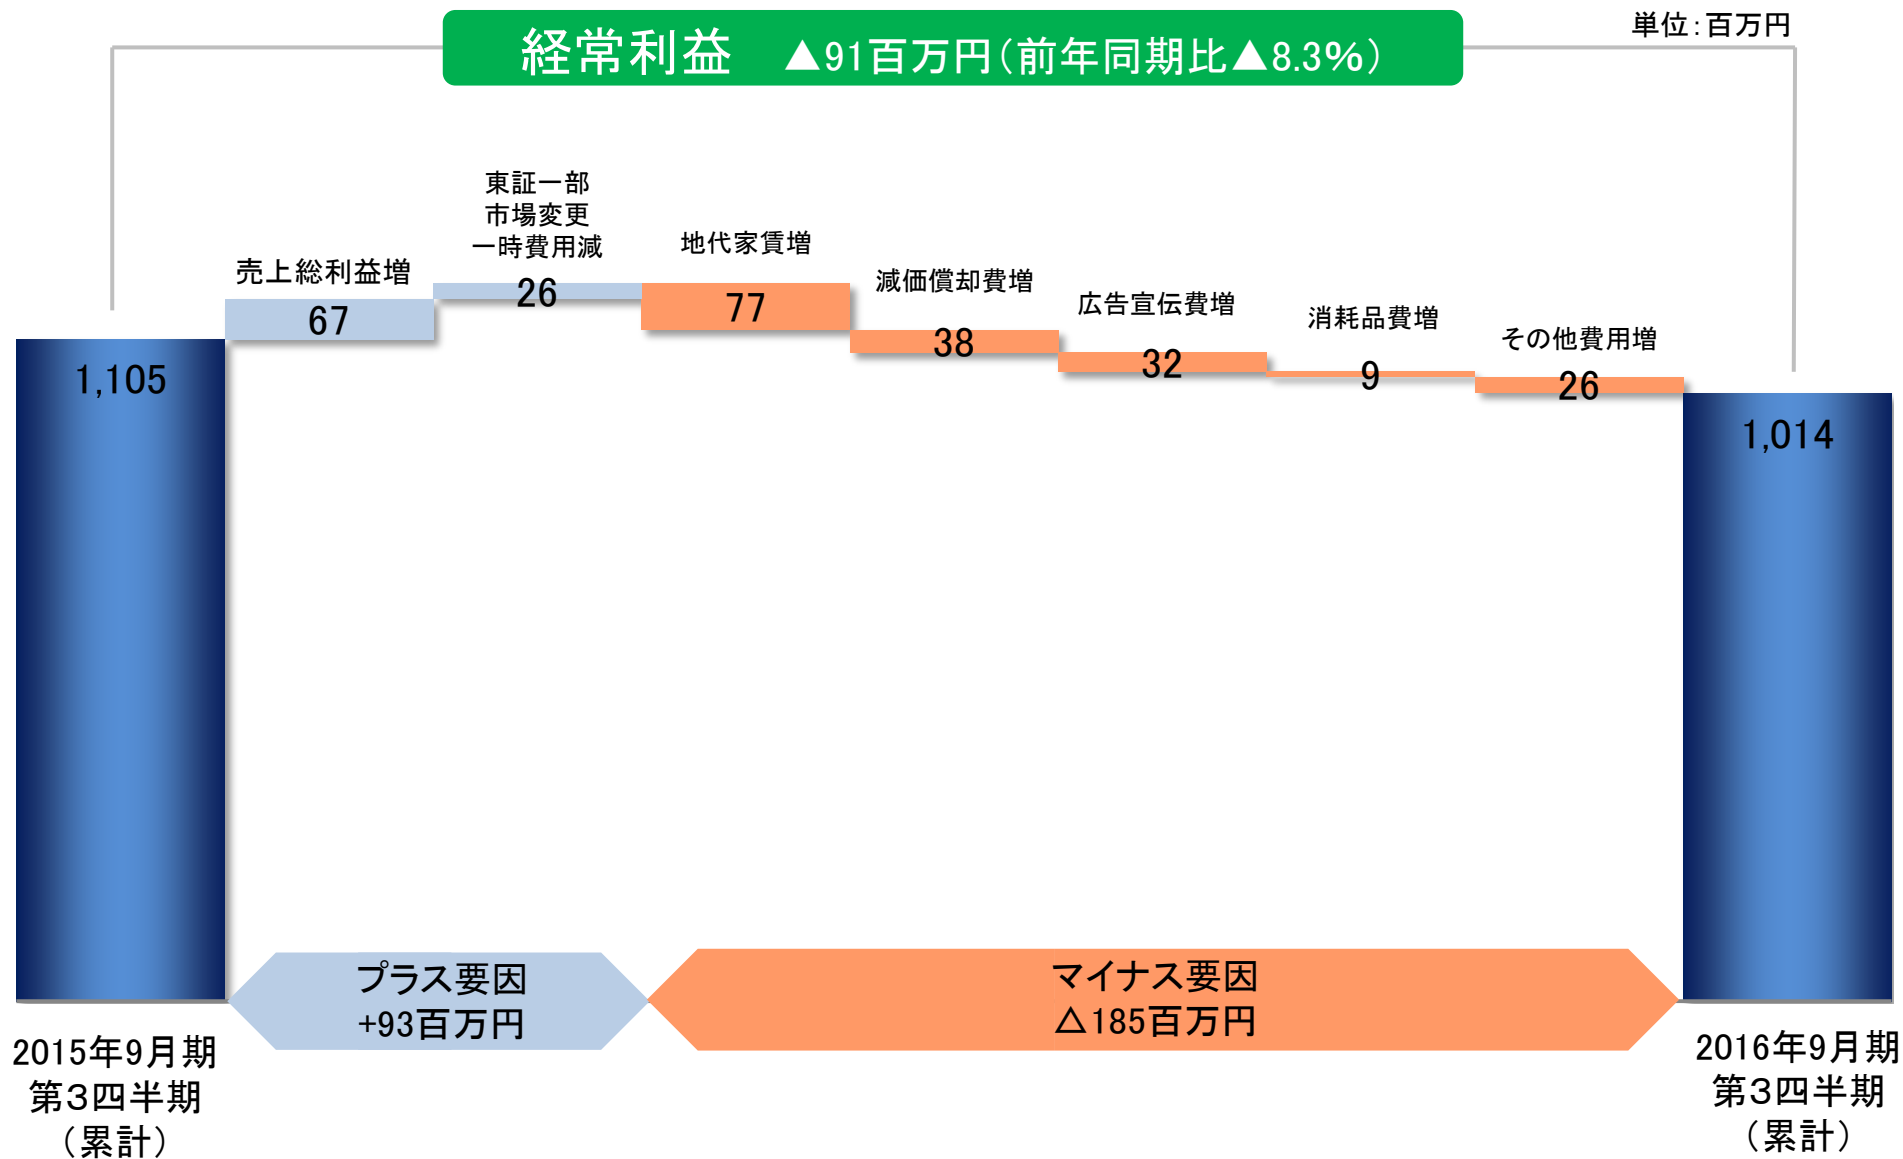 単位：百万円
経常利益　▲91百万円（前年同期比▲8.3％）
東証一部
市場変更
一時費用減
売上総利益増
地代家賃増
減価償却費増
広告宣伝費増
消耗品費増
その他費用増
1,105
67
26
77
38
32
9
26
1,014
プラス要因
+93百万円
マイナス要因
△185百万円
2015年9月期
第３四半期
（累計）
2016年9月期
第３四半期
（累計）